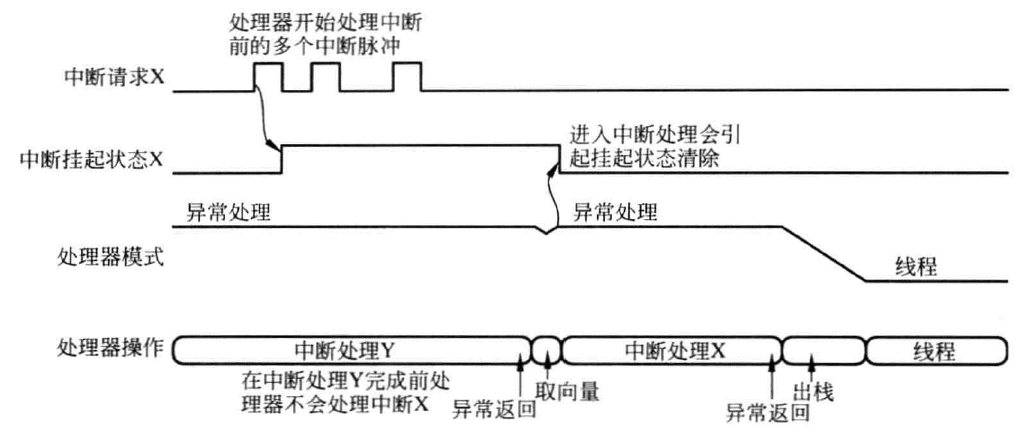 处理器开始处理中断
前的多个中断脉冲
中断请求X
中断挂起状态X
进入中断处理会引
起挂起状态清除
异常处理
异常处理
处理器模式
线程
处理器操作
中断处理Y
中断处理X
线程
在中断处理Y完成前处
理器不会处理中断X
异常返回
取向量
异常返回
出栈